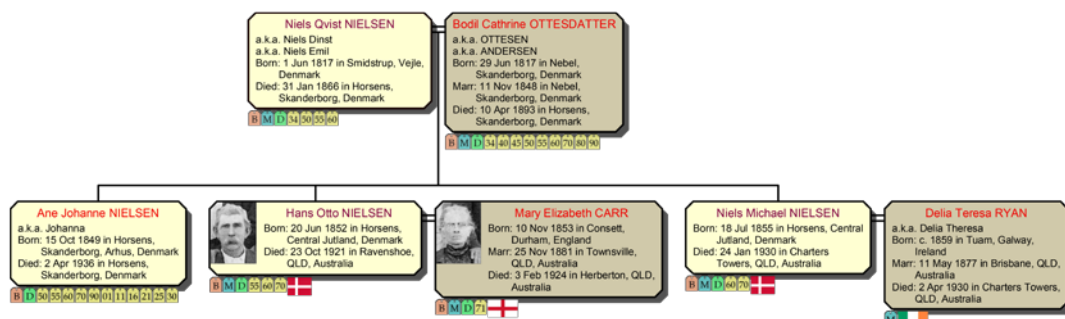 Niels Qvist NIELSEN
a.k.a. Niels Dinst
a.k.a. Niels Emil
Born: 1 Jun 1817 in Smidstrup, Vejle,
Denmark
Died: 31 Jan 1866 in Horsens,
Skanderborg, Denmark
B M D 34 50 55 60
Bodil Cathrine OTTESDATTER
a.k.a. OTTESEN
a.k.a. ANDERSEN
Born: 29 Jun 1817 in Nebel,
Skanderborg, Denmark
Marr: 11 Nov 1848 in Nebel,
Skanderborg, Denmark
Died: 10 Apr 1893 in Horsens,
Skanderborg, Denmark
B M D 34 40 45 50 55 60 70 80 90
Ane Johanne NIELSEN
a.k.a. Johanna
Born: 15 Oct 1849 in Horsens,
Skanderborg, Arhus, Denmark
Died: 2 Apr 1936 in Horsens,
Skanderborg, Denmark
B D 50 55 60 70 90 01 11 16 21 25 30
Hans Otto NIELSEN
Born: 20 Jun 1852 in Horsens,
Central Jutland, Denmark
Died: 23 Oct 1921 in Ravenshoe,
QLD, Australia
B M D 55 60 70
Mary Elizabeth CARR
Born: 10 Nov 1853 in Consett,
Durham, England
Marr: 25 Nov 1881 in Townsville,
QLD, Australia
Died: 3 Feb 1924 in Herberton, QLD,
Australia
B M D 71
Niels Michael NIELSEN
Born: 18 Jul 1855 in Horsens, Central
Jutland, Denmark
Died: 24 Jan 1930 in Charters
Towers, QLD, Australia
B M D 60 70
Delia Teresa RYAN
a.k.a. Delia Theresa
Born: c. 1859 in Tuam, Galway,
Ireland
Marr: 11 May 1877 in Brisbane, QLD,
Australia
Died: 2 Apr 1930 in Charters Towers,
QLD, Australia
M